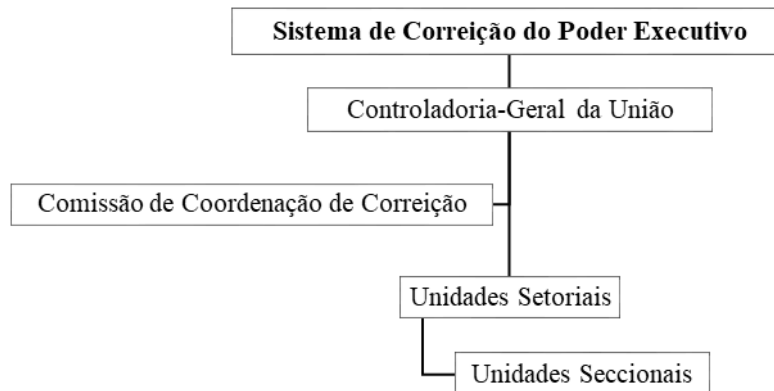 Sistema de Correição do Poder Executivo
Controladoria-Geral da União
Comissão de Coordenação de Correição
Unidades Setoriais
Unidades Seccionais